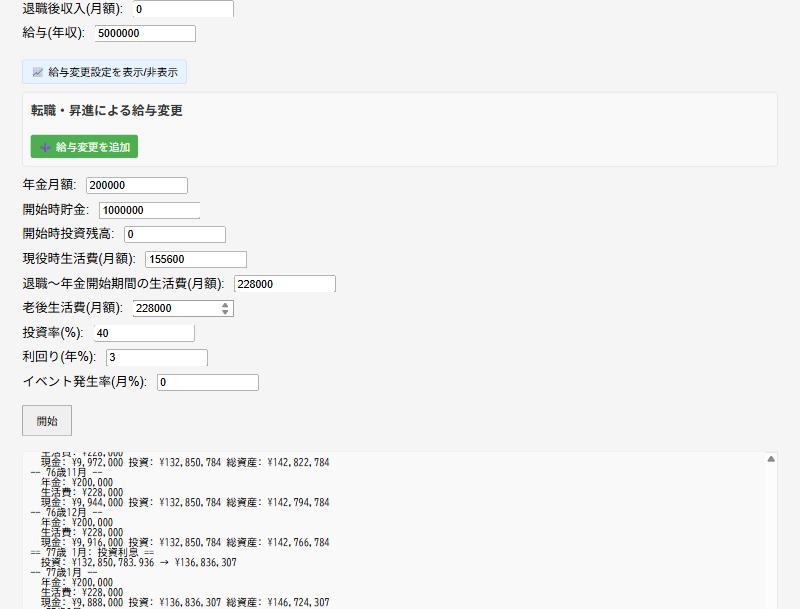 退職後収入(月額): 0
給与(年収): 5000000
給与変更設定を表示/非表示
転職・昇進による給与変更
給与変更を追加
年金月額: 200000
開始時貯金: 1000000
開始時投資残高: 0
現役時生活費(月額): 155600
退職〜年金開始期間の生活費(月額): 228000
老後生活費(月額): 228000
投資率(%): 40
利回り(年%): 3
イベント発生率(月%): 0
開始
生活費: ¥228,000
現金: ¥9,972,000 投資: ¥132,850,784 総資産: ¥142,822,784
-- 76歳11月 --
年金: ¥200,000
生活費: ¥228,000
現金: ¥9,944,000 投資: ¥132,850,784 総資産: ¥142,794,784
-- 76歳12月 --
年金: ¥200,000
生活費: ¥228,000
現金: ¥9,916,000 投資: ¥132,850,784 総資産: ¥142,766,784
== 77歳 1月: 投資利息 ==
投資: ¥132,850,783.936 → ¥136,836,307
-- 77歳1月 --
年金: ¥200,000
生活費: ¥228,000
現金: ¥9,888,000 投資: ¥136,836,307 総資産: ¥146,724,307